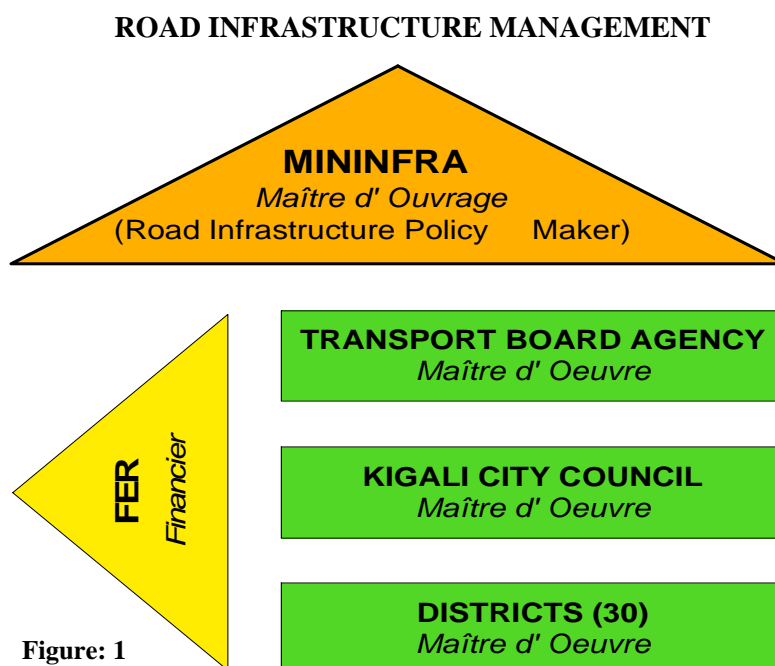 ROAD INFRASTRUCTURE MANAGEMENT
MININFRA
Maître d' Ouvrage
(Road Infrastructure Policy Maker)
TRANSPORT BOARD AGENCY
Maître d' Oeuvre
FER
Financier
KIGALI CITY COUNCIL
Maître d' Oeuvre
DISTRICTS (30)
Maître d' Oeuvre
Figure: 1